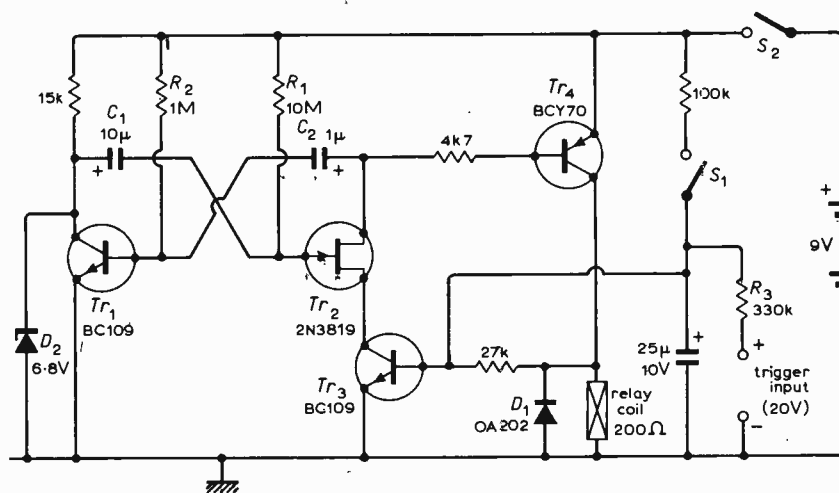 S2
R2
1M
R1
10M
15k
C1
10μ
+
C2 1μ
+
4k7
Tr4
BCY70
100k
S1
+
9V
Tr1
BC109
Tr2
2N3819
R3
330k
D2
6·8V
Tr3
BC109
27k
D1
OA202
relay
coil
200Ω
25μ
10V
+
+
trigger
input
(20V)
−